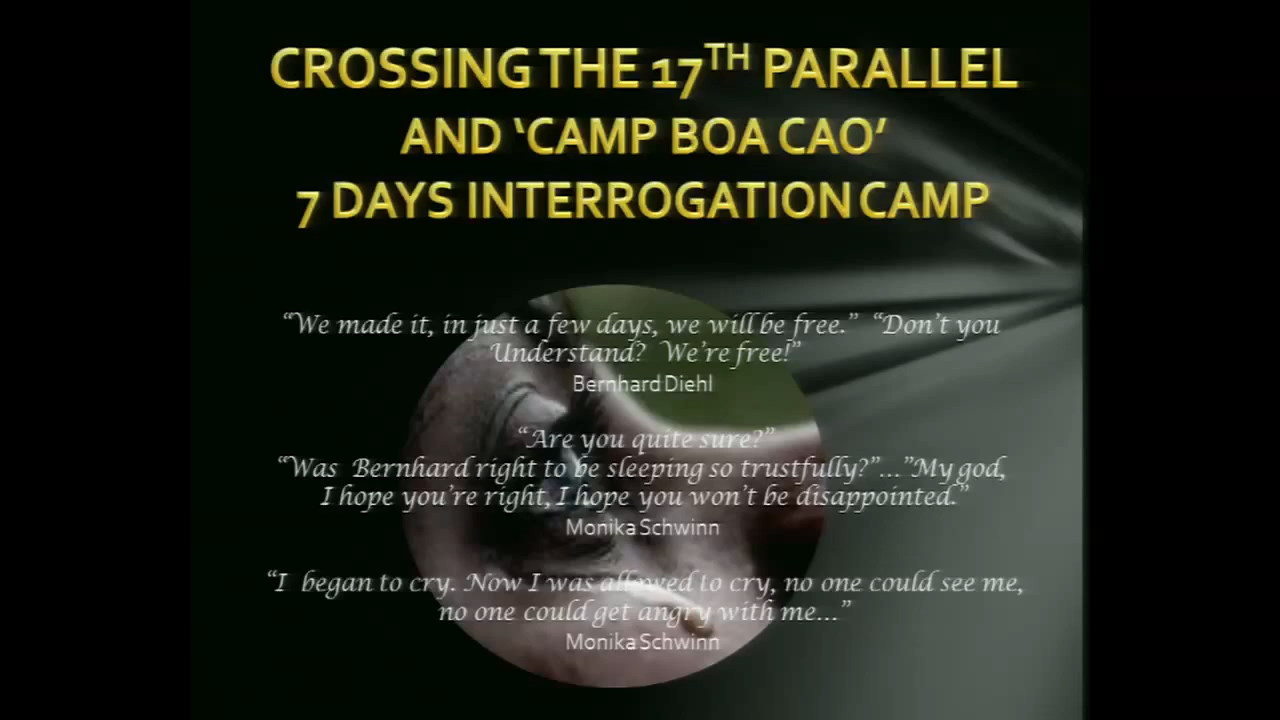 CROSSING THE 17TH PARALLEL
AND ‘CAMP BOA CAO’
7 DAYS INTERROGATION CAMP
“We made it, in just a few days, we will be free.” “Don’t you
Understand? We’re free!”
Bernhard Diehl
“Are you quite sure?”
“Was Bernhard right to be sleeping so trustfully?”...”My god,
I hope you’re right, I hope you won’t be disappointed.”
Monika Schwinn
“I began to cry. Now I was allowed to cry, no one could see me,
no one could get angry with me...”
Monika Schwinn